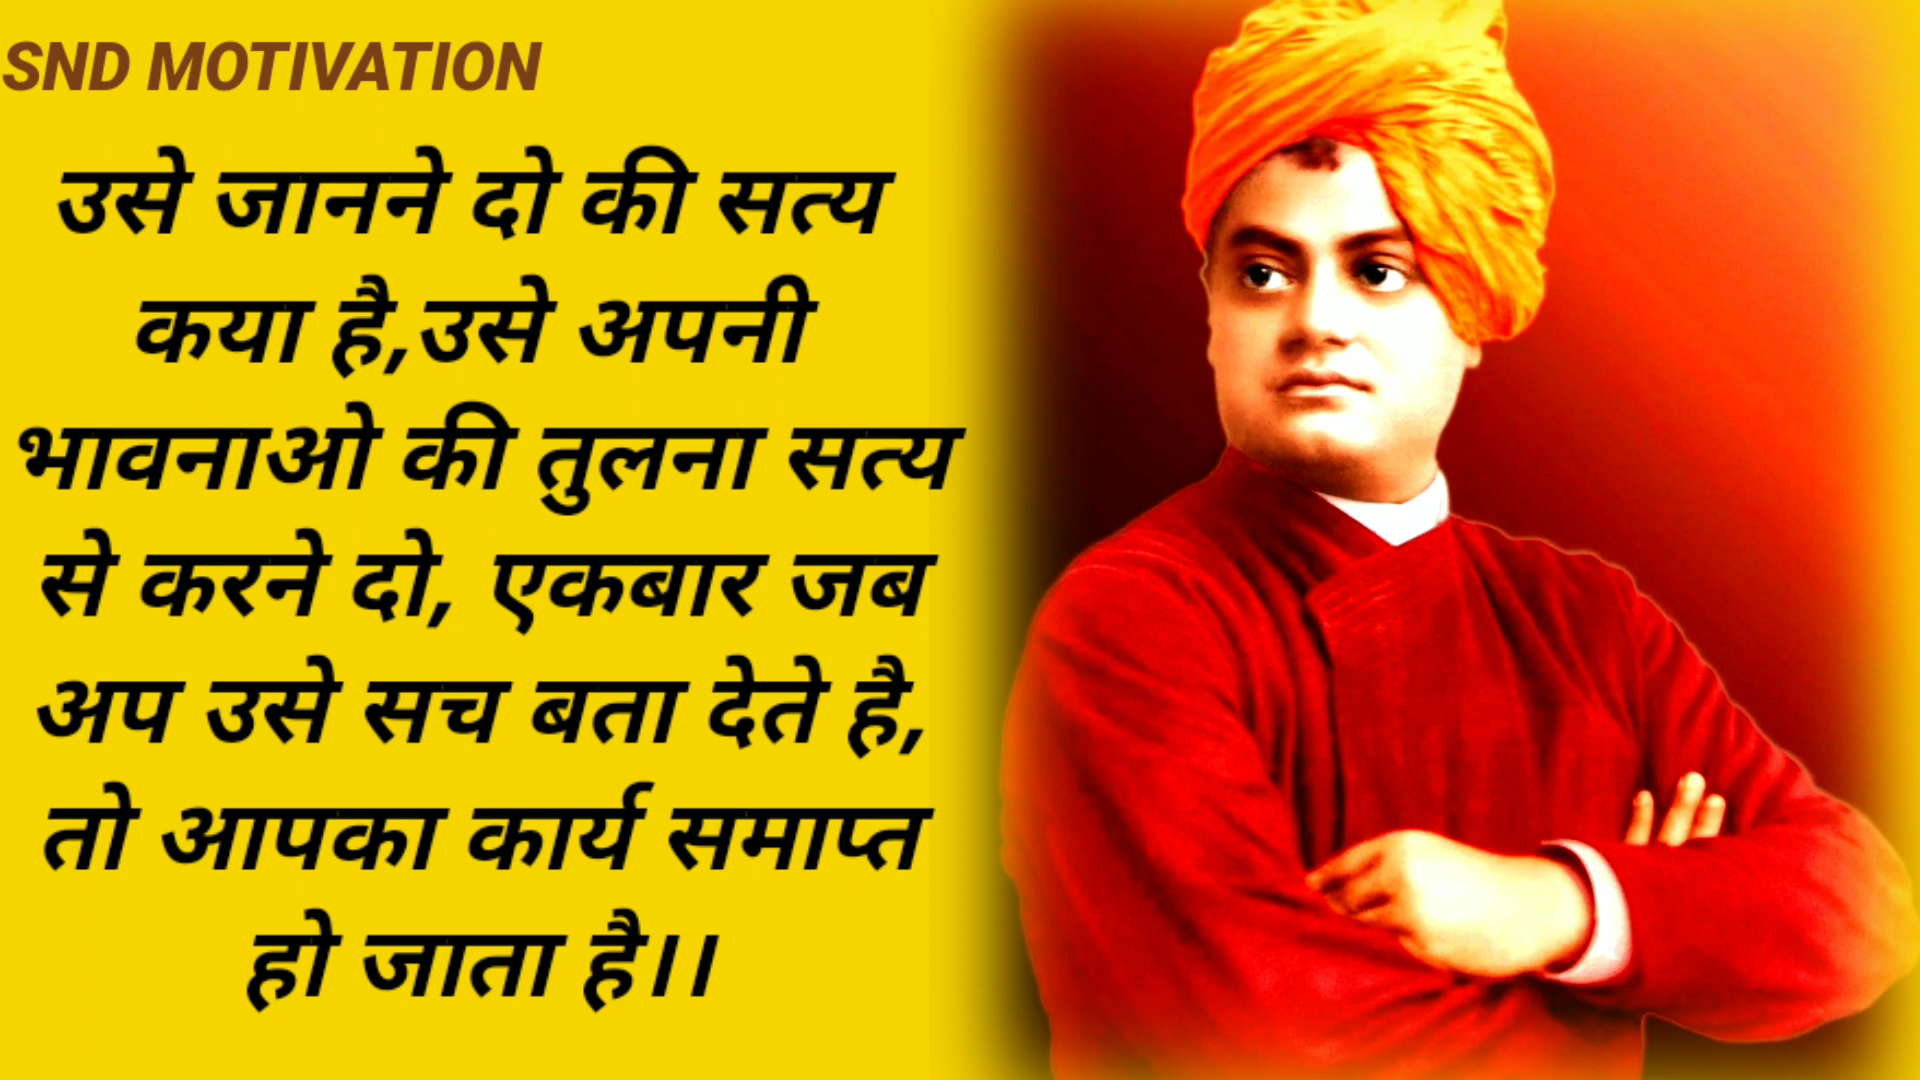 SND MOTIVATION
उसे जानने दो की सत्य
कया है,उसे अपनी
भावनाओ की तुलना सत्य
से करने दो, एकबार जब
अप उसे सच बता देते है,
तो आपका कार्य समाप्त
हो जाता है।।